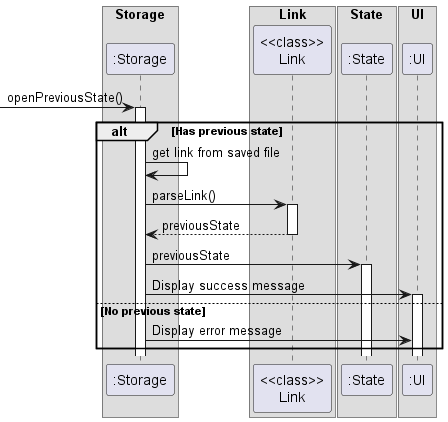 Storage
Link
State
UI
:Storage
<<class>>
Link
:State
:UI
openPreviousState()
alt
[Has previous state]
get link from saved file
parseLink()
previousState
previousState
Display success message
[No previous state]
Display error message
:Storage
<<class>>
Link
:State
:UI